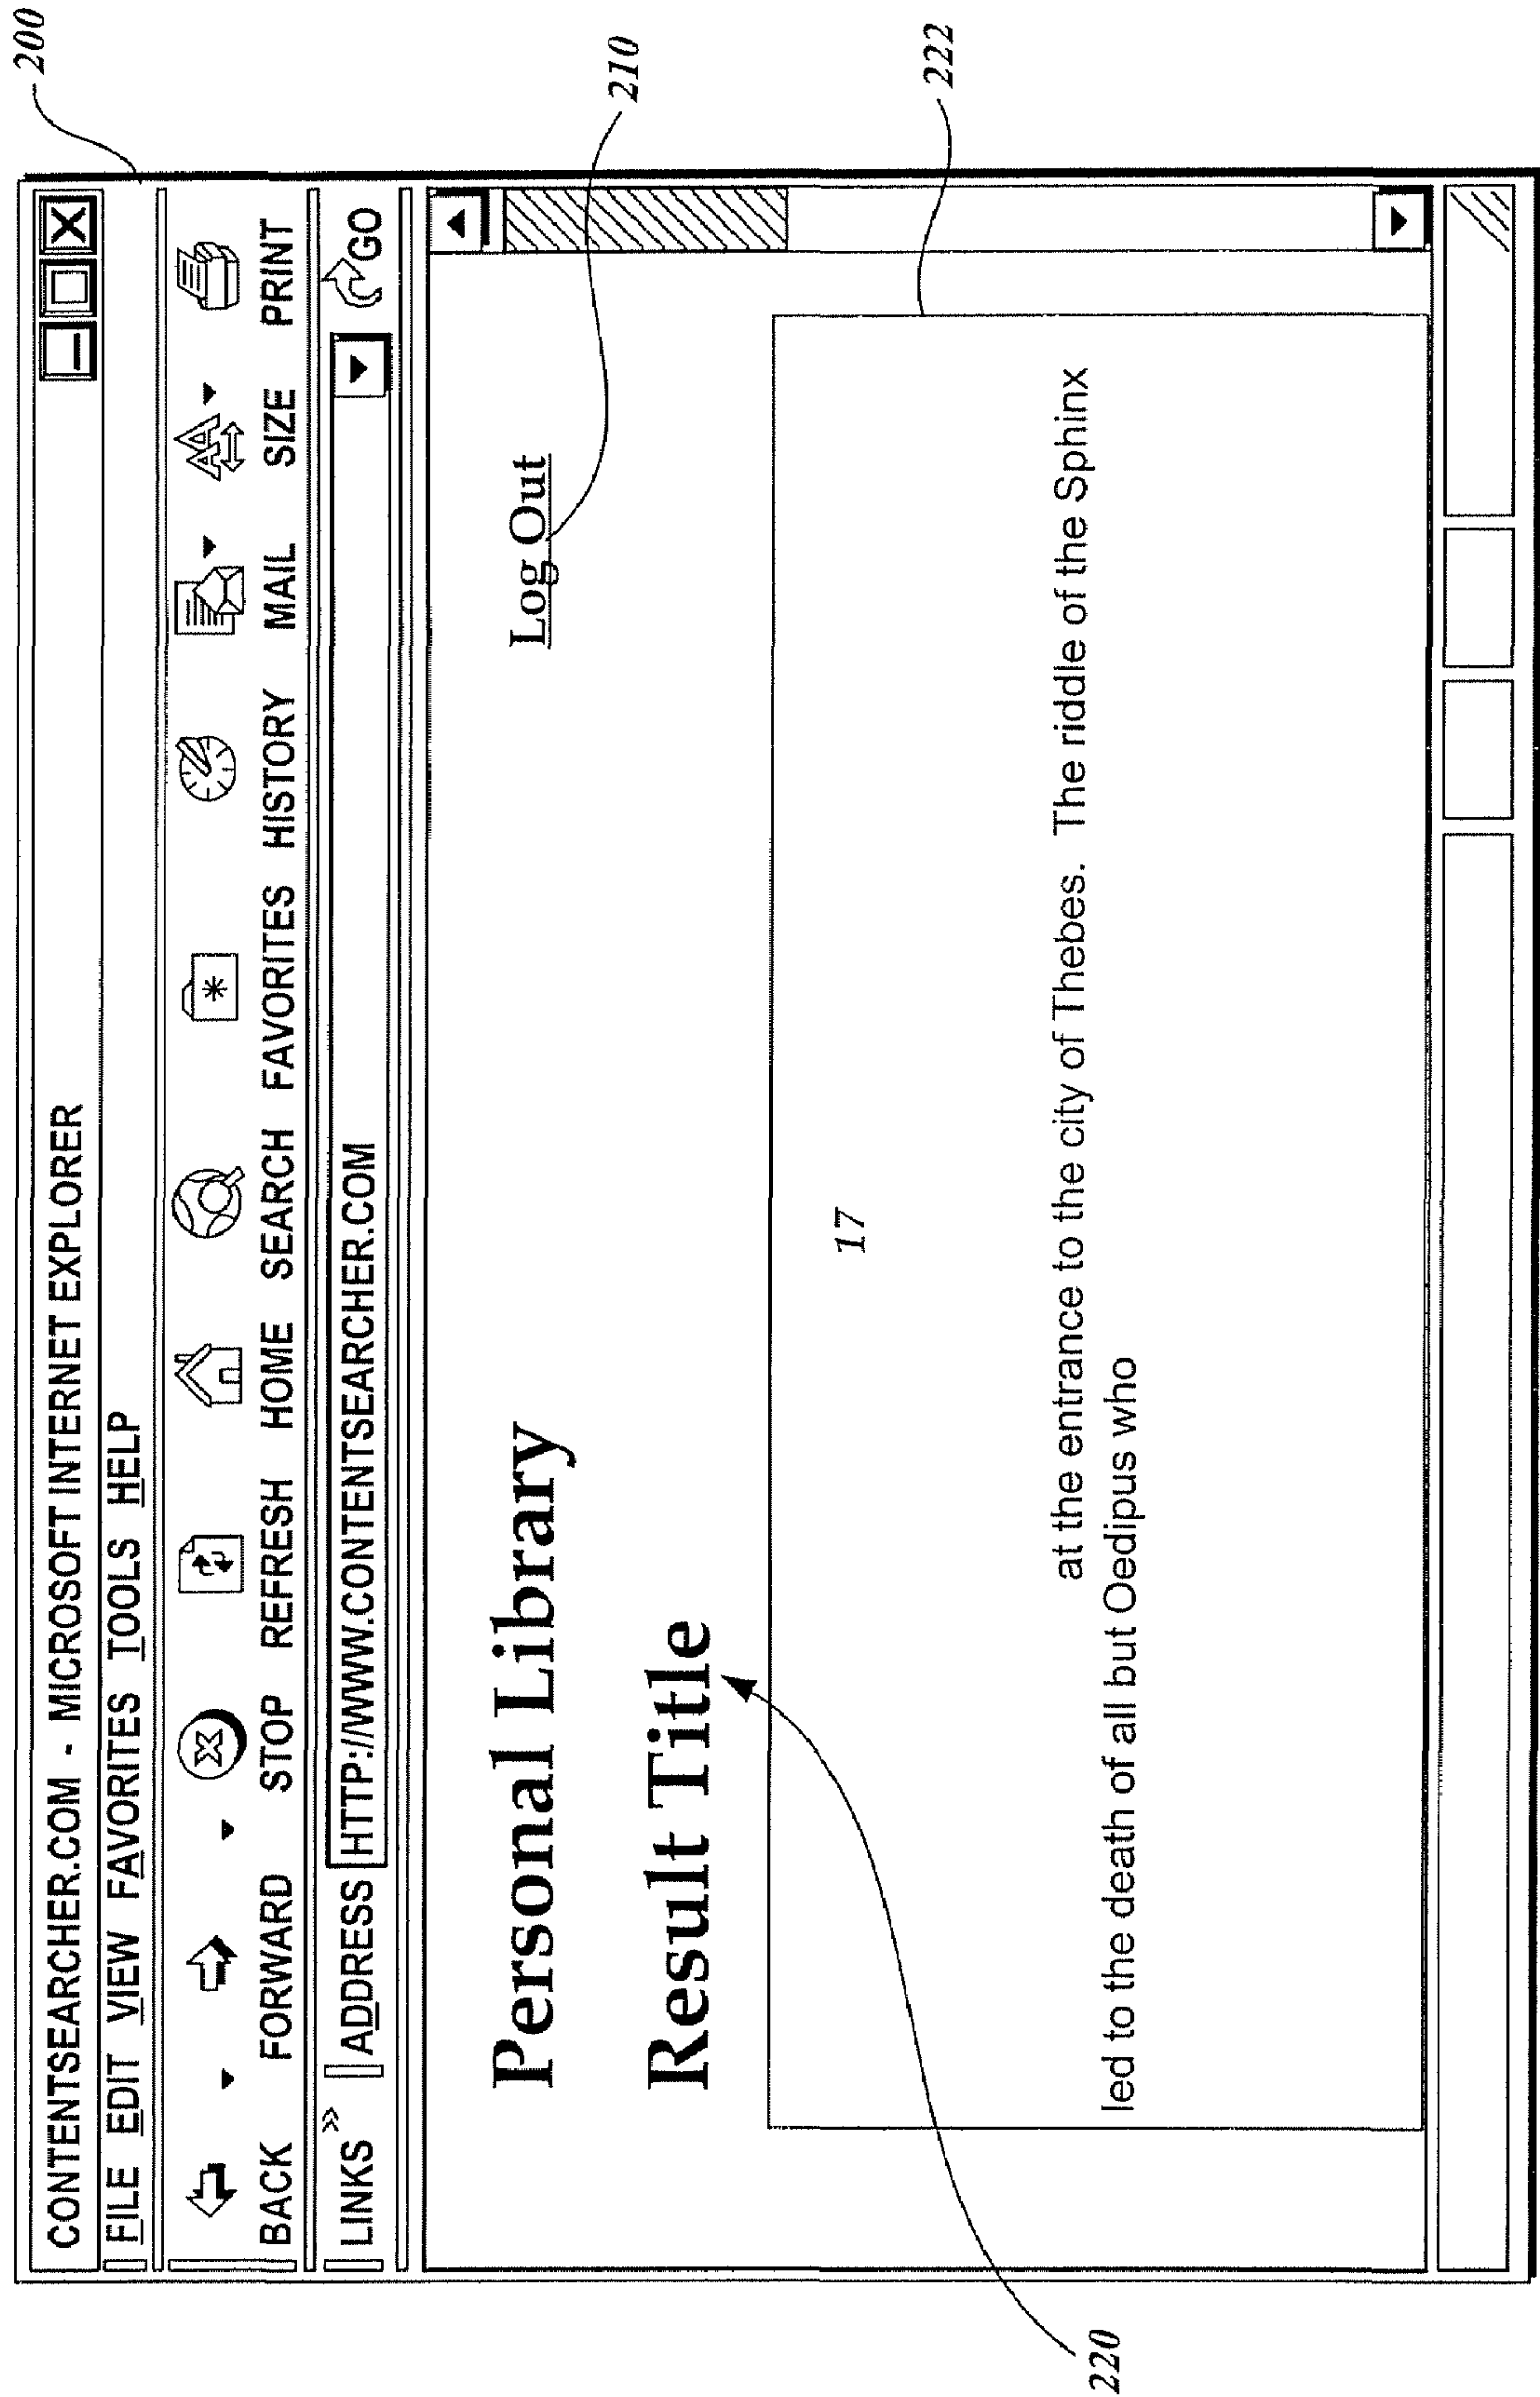 200
CONTENTSEARCHER.COM - MICROSOFT INTERNET EXPLORER
FILE EDIT VIEW FAVORITES TOOLS HELP
BACK FORWARD STOP REFRESH HOME SEARCH FAVORITES HISTORY MAIL SIZE PRINT
LINKS » ADDRESS HTTP://WWW.CONTENTSEARCHER.COM GO
Personal Library Log Out
210
Result Title
220
222
17
at the entrance to the city of Thebes. The riddle of the Sphinx
led to the death of all but Oedipus who